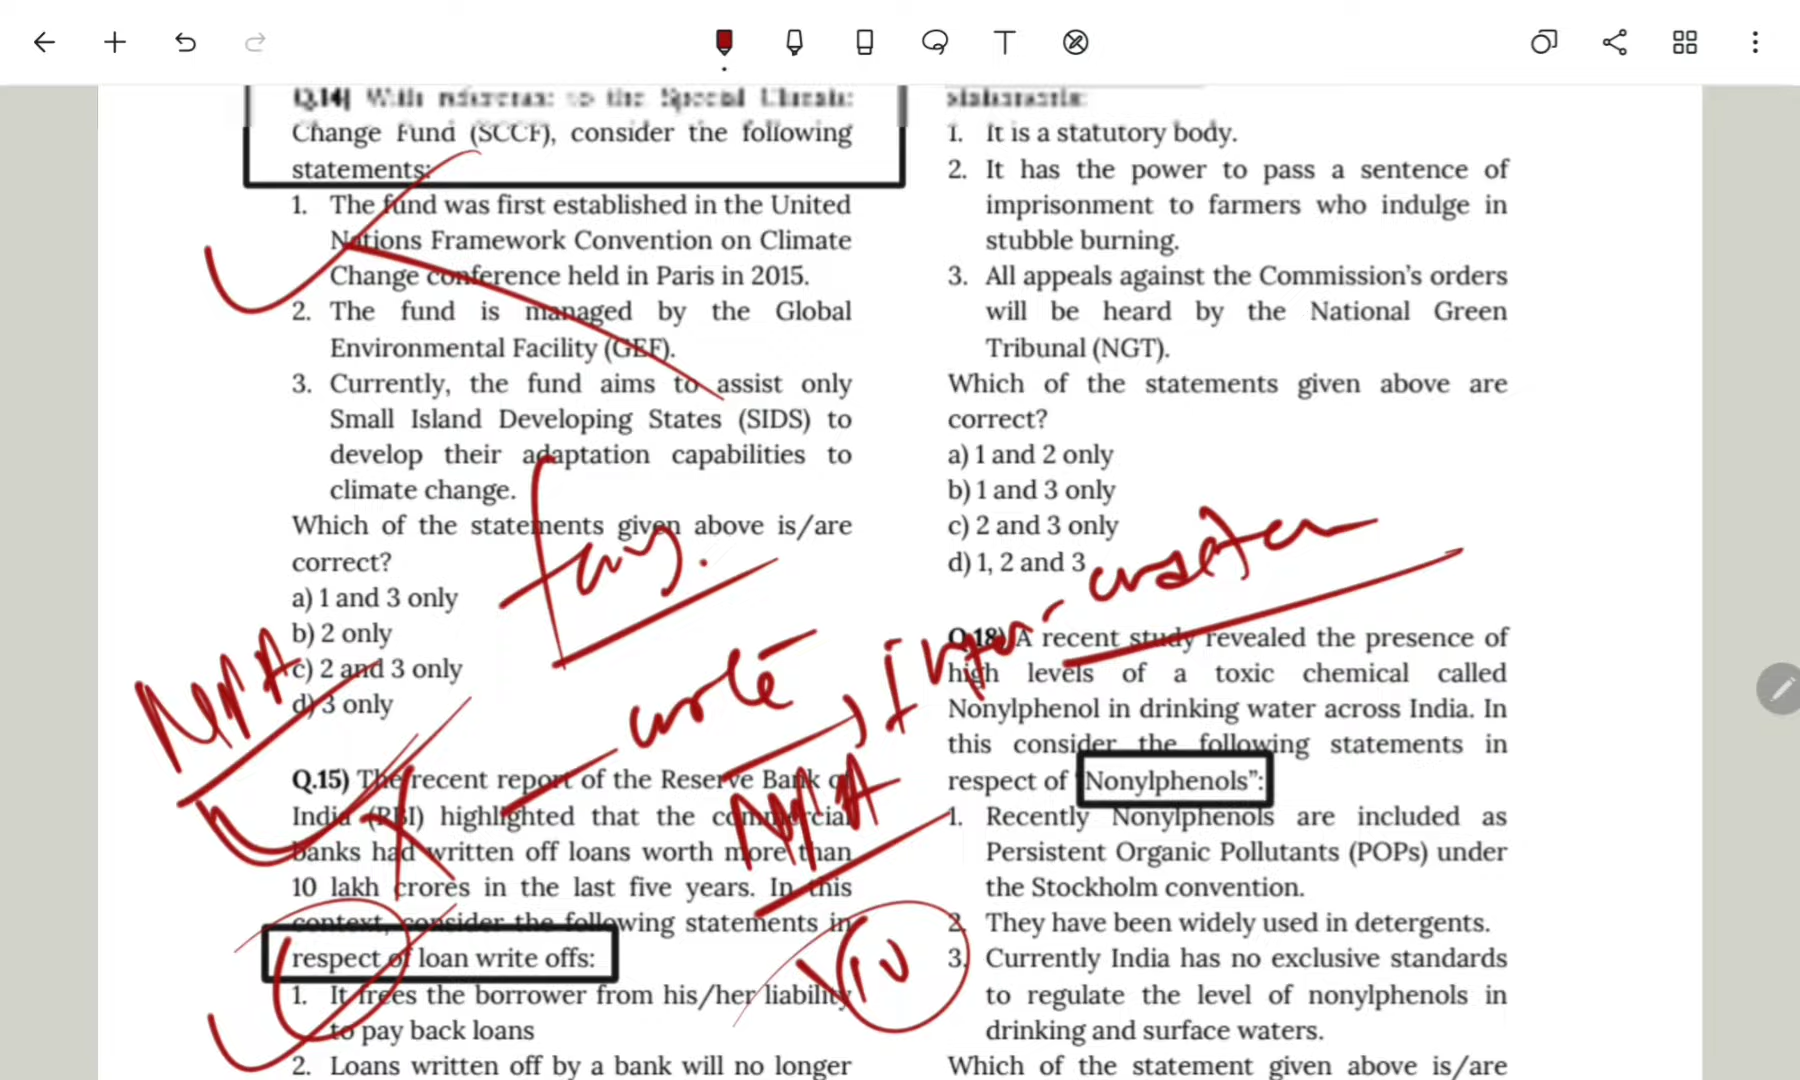 Q.14) With reference to the Special Climate
Change Fund (SCCF), consider the following
statements:
1. The fund was first established in the United
Nations Framework Convention on Climate
Change conference held in Paris in 2015.
2. The fund is managed by the Global
Environmental Facility (GEF).
3. Currently, the fund aims to assist only
Small Island Developing States (SIDS) to
develop their adaptation capabilities to
climate change.
Which of the statements given above is/are
correct?
a) 1 and 3 only
b) 2 only
c) 2 and 3 only
d) 3 only
Q.15) The recent report of the Reserve Bank of
India (RBI) highlighted that the commercial
banks had written off loans worth more than
10 lakh crores in the last five years. In this
context, consider the following statements in
respect of loan write offs:
1. It frees the borrower from his/her liability
to pay back loans
2. Loans written off by a bank will no longer
statements:
1. It is a statutory body.
2. It has the power to pass a sentence of
imprisonment to farmers who indulge in
stubble burning.
3. All appeals against the Commission's orders
will be heard by the National Green
Tribunal (NGT).
Which of the statements given above are
correct?
a) 1 and 2 only
b) 1 and 3 only
c) 2 and 3 only
d) 1, 2 and 3
Q.18) A recent study revealed the presence of
high levels of a toxic chemical called
Nonylphenol in drinking water across India. In
this consider the following statements in
respect of "Nonylphenols":
1. Recently Nonylphenols are included as
Persistent Organic Pollutants (POPs) under
the Stockholm convention.
2. They have been widely used in detergents.
3. Currently India has no exclusive standards
to regulate the level of nonylphenols in
drinking and surface waters.
Which of the statement given above is/are
NPA